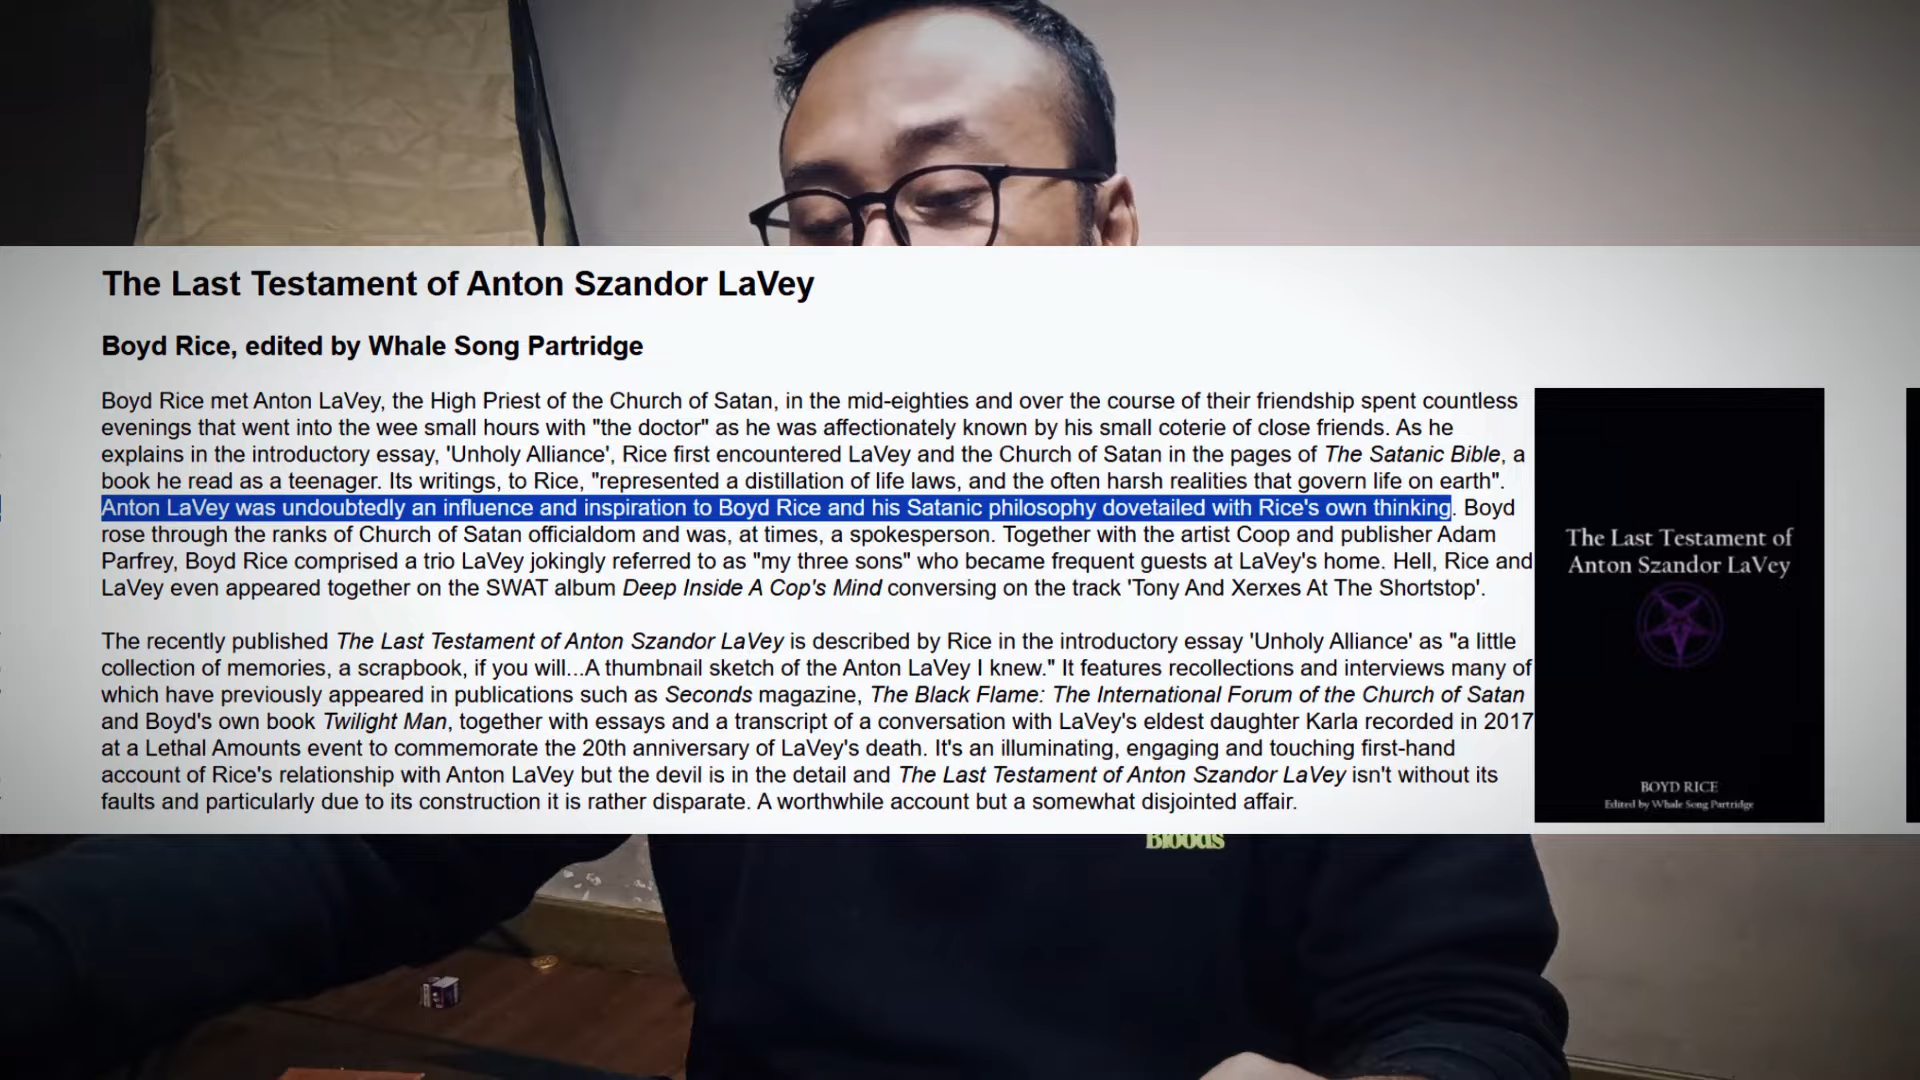 The Last Testament of Anton Szandor LaVey
Boyd Rice, edited by Whale Song Partridge
Boyd Rice met Anton LaVey, the High Priest of the Church of Satan, in the mid-eighties and over the course of their friendship spent countless
evenings that went into the wee small hours with "the doctor" as he was affectionately known by his small coterie of close friends. As he
explains in the introductory essay, 'Unholy Alliance', Rice first encountered LaVey and the Church of Satan in the pages of The Satanic Bible, a
book he read as a teenager. Its writings, to Rice, "represented a distillation of life laws, and the often harsh realities that govern life on earth".
Anton LaVey was undoubtedly an influence and inspiration to Boyd Rice and his Satanic philosophy dovetailed with Rice's own thinking. Boyd
rose through the ranks of Church of Satan officialdom and was, at times, a spokesperson. Together with the artist Coop and publisher Adam
Parfrey, Boyd Rice comprised a trio LaVey jokingly referred to as "my three sons" who became frequent guests at LaVey's home. Hell, Rice and
LaVey even appeared together on the SWAT album Deep Inside A Cop's Mind conversing on the track 'Tony And Xerxes At The Shortstop'.
The recently published The Last Testament of Anton Szandor LaVey is described by Rice in the introductory essay 'Unholy Alliance' as "a little
collection of memories, a scrapbook, if you will...A thumbnail sketch of the Anton LaVey I knew." It features recollections and interviews many of
which have previously appeared in publications such as Seconds magazine, The Black Flame: The International Forum of the Church of Satan
and Boyd's own book Twilight Man, together with essays and a transcript of a conversation with LaVey's eldest daughter Karla recorded in 2017
at a Lethal Amounts event to commemorate the 20th anniversary of LaVey's death. It's an illuminating, engaging and touching first-hand
account of Rice's relationship with Anton LaVey but the devil is in the detail and The Last Testament of Anton Szandor LaVey isn't without its
faults and particularly due to its construction it is rather disparate. A worthwhile account but a somewhat disjointed affair.
The Last Testament of
Anton Szandor LaVey
BOYD RICE
Edited by Whale Song Partridge
Bloods